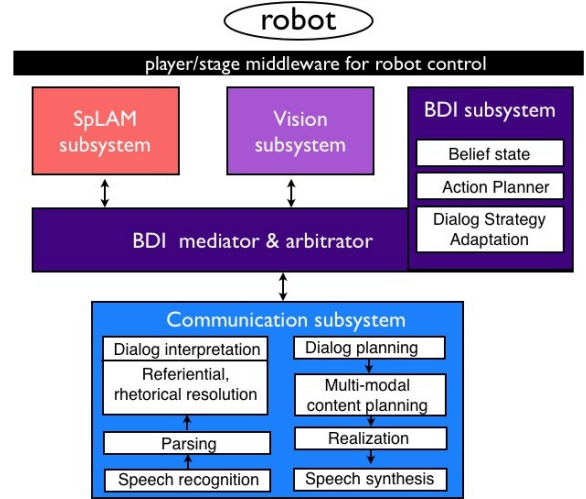 robot
player/stage middleware for robot control
SpLAM
subsystem
Vision
subsystem
BDI subsystem
Belief state
Action Planner
Dialog Strategy
Adaptation
BDI mediator & arbitrator
Communication subsystem
Dialog interpretation
Referiential,
rhetorical resolution
Parsing
Speech recognition
Dialog planning
Multi-modal
content planning
Realization
Speech synthesis